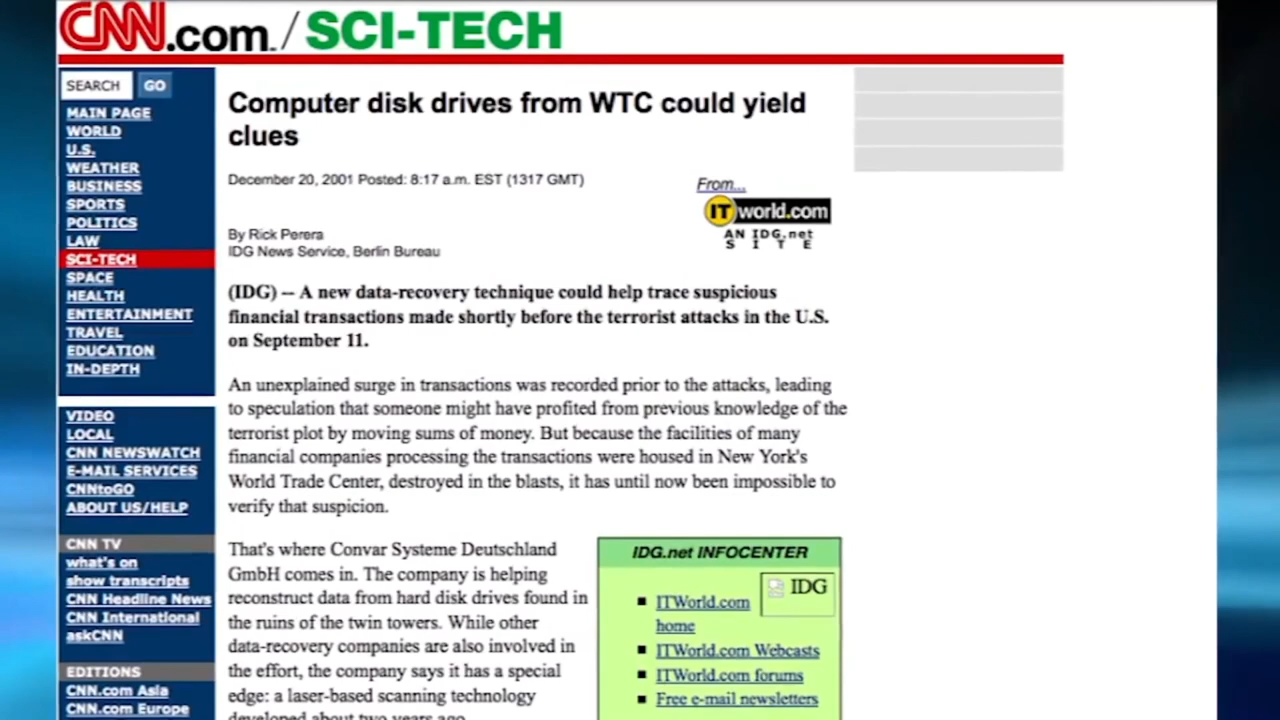 CNN.com / SCI-TECH
SEARCH GO
MAIN PAGE
WORLD
U.S.
WEATHER
BUSINESS
SPORTS
POLITICS
LAW
SCI-TECH
SPACE
HEALTH
ENTERTAINMENT
TRAVEL
EDUCATION
IN-DEPTH
VIDEO
LOCAL
CNN NEWSWATCH
E-MAIL SERVICES
CNNtoGO
ABOUT US/HELP
CNN TV
what's on
show transcripts
CNN Headline News
CNN International
askCNN
EDITIONS
CNN.com Asia
CNN.com Europe
Computer disk drives from WTC could yield
clues
December 20, 2001 Posted: 8:17 a.m. EST (1317 GMT)
From...
ITworld.com
AN IDG.net
SITE
By Rick Perera
IDG News Service, Berlin Bureau
(IDG) -- A new data-recovery technique could help trace suspicious
financial transactions made shortly before the terrorist attacks in the U.S.
on September 11.
An unexplained surge in transactions was recorded prior to the attacks, leading
to speculation that someone might have profited from previous knowledge of the
terrorist plot by moving sums of money. But because the facilities of many
financial companies processing the transactions were housed in New York's
World Trade Center, destroyed in the blasts, it has until now been impossible to
verify that suspicion.
That's where Convar Systeme Deutschland
GmbH comes in. The company is helping
reconstruct data from hard disk drives found in
the ruins of the twin towers. While other
data-recovery companies are also involved in
the effort, the company says it has a special
edge: a laser-based scanning technology
developed about two years ago
IDG.net INFOCENTER
IDG
ITWorld.com
home
ITWorld.com Webcasts
ITWorld.com forums
Free e-mail newsletters